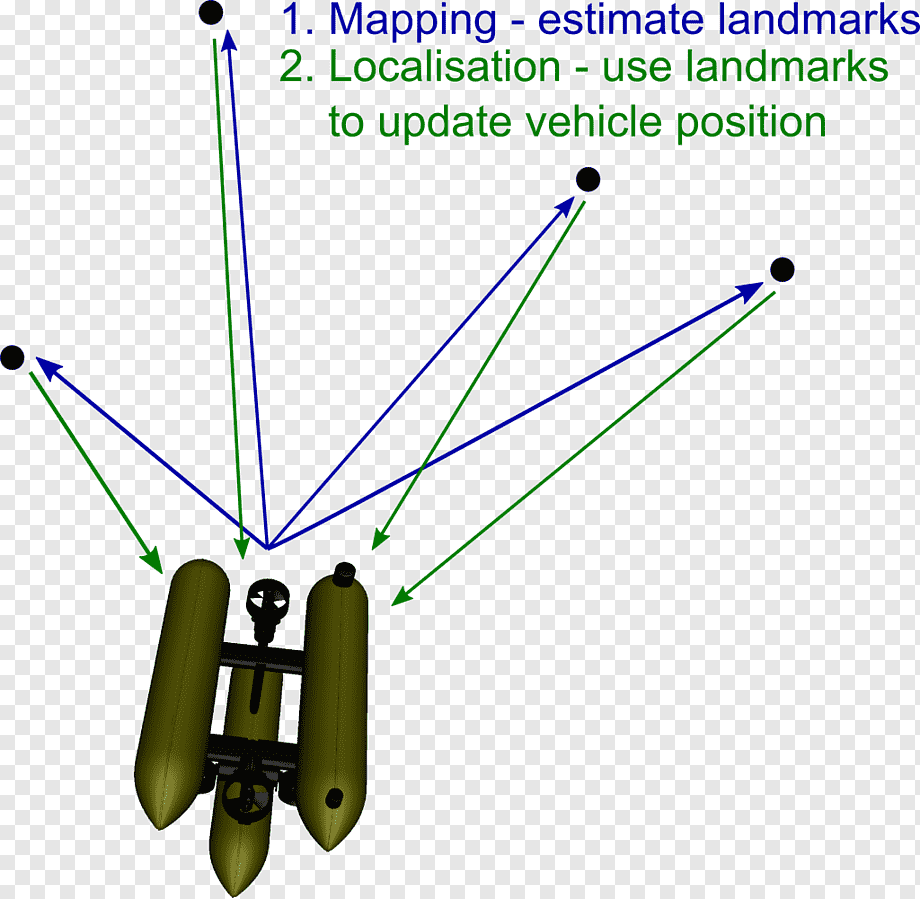 1. Mapping - estimate landmarks
2. Localisation - use landmarks
to update vehicle position